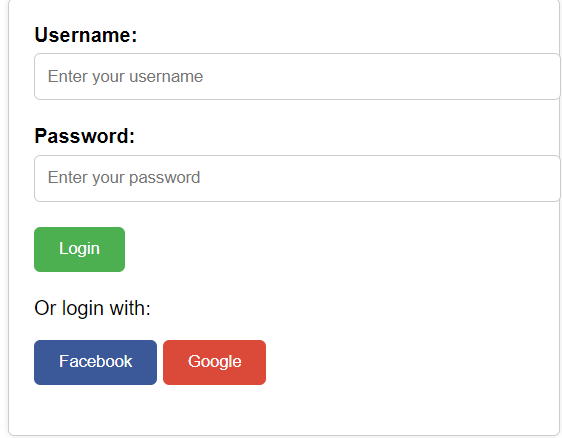 Username:
Enter your username
Password:
Enter your password
Login
Or login with:
Facebook Google